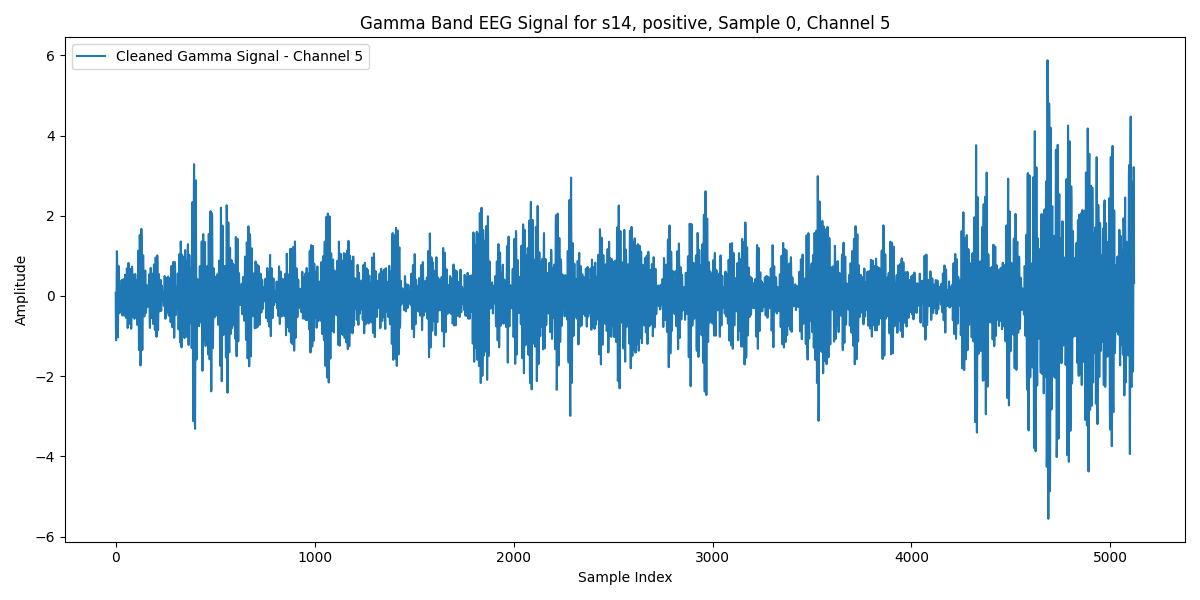 Gamma Band EEG Signal for s14, positive, Sample 0, Channel 5
Cleaned Gamma Signal - Channel 5
Amplitude
6
4
2
0
−2
−4
−6
0 1000 2000 3000 4000 5000
Sample Index